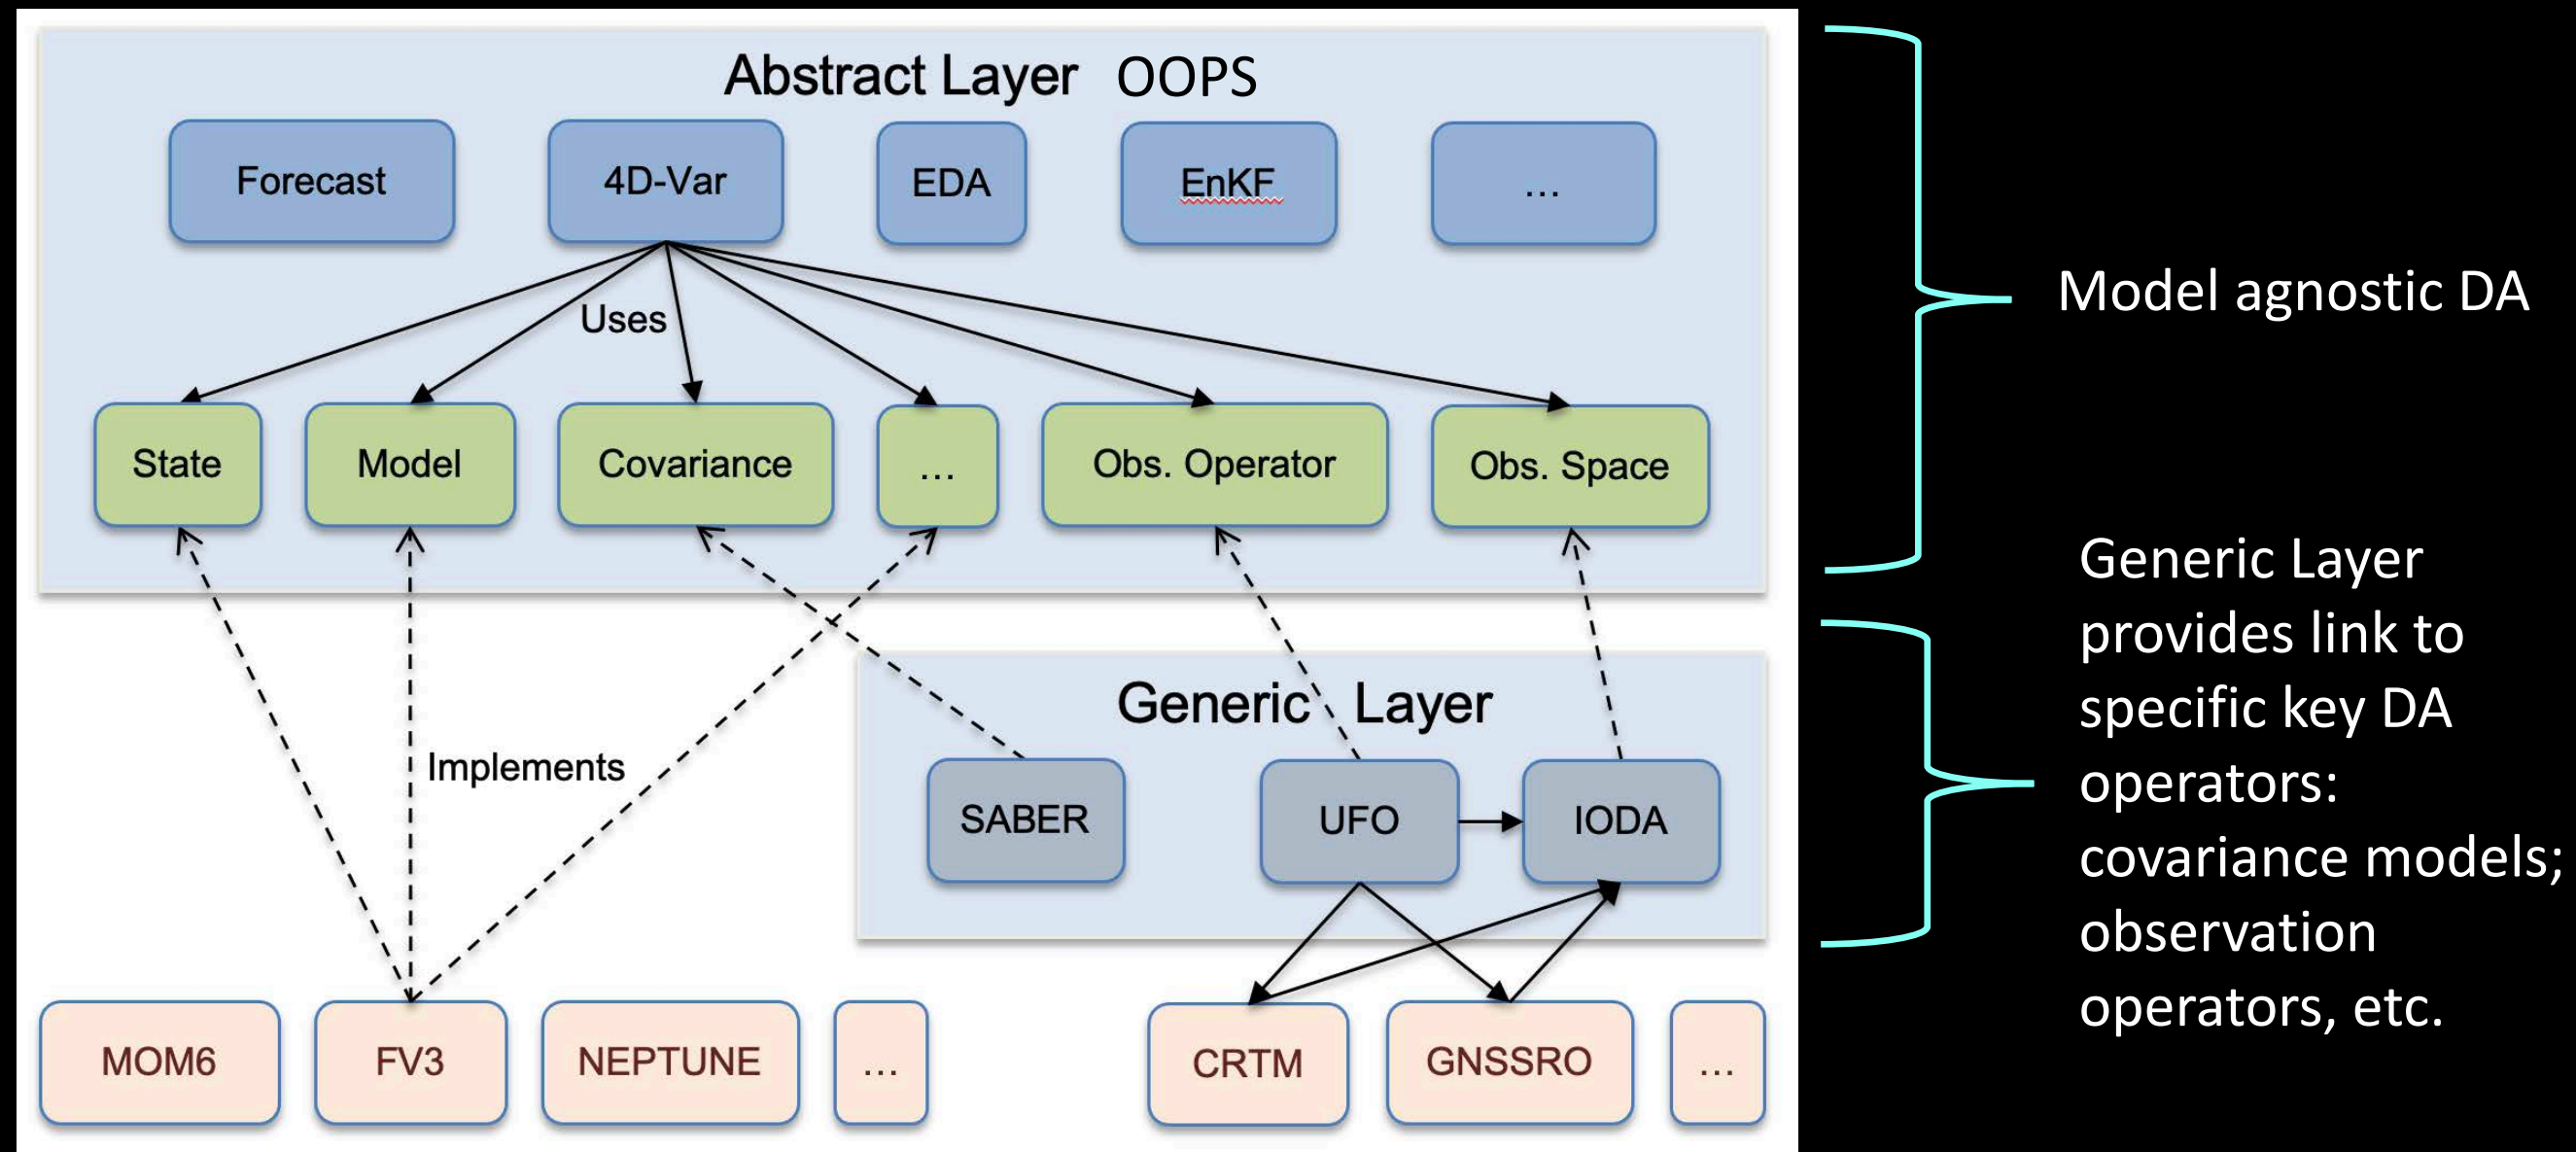 Abstract Layer OOPS
Forecast
4D-Var
EDA
EnKF
...
Uses
State
Model
Covariance
...
Obs. Operator
Obs. Space
Model agnostic DA
Implements
Generic Layer
SABER
UFO
IODA
MOM6
FV3
NEPTUNE
...
CRTM
GNSSRO
...
Generic Layer
provides link to
specific key DA
operators:
covariance models;
observation
operators, etc.